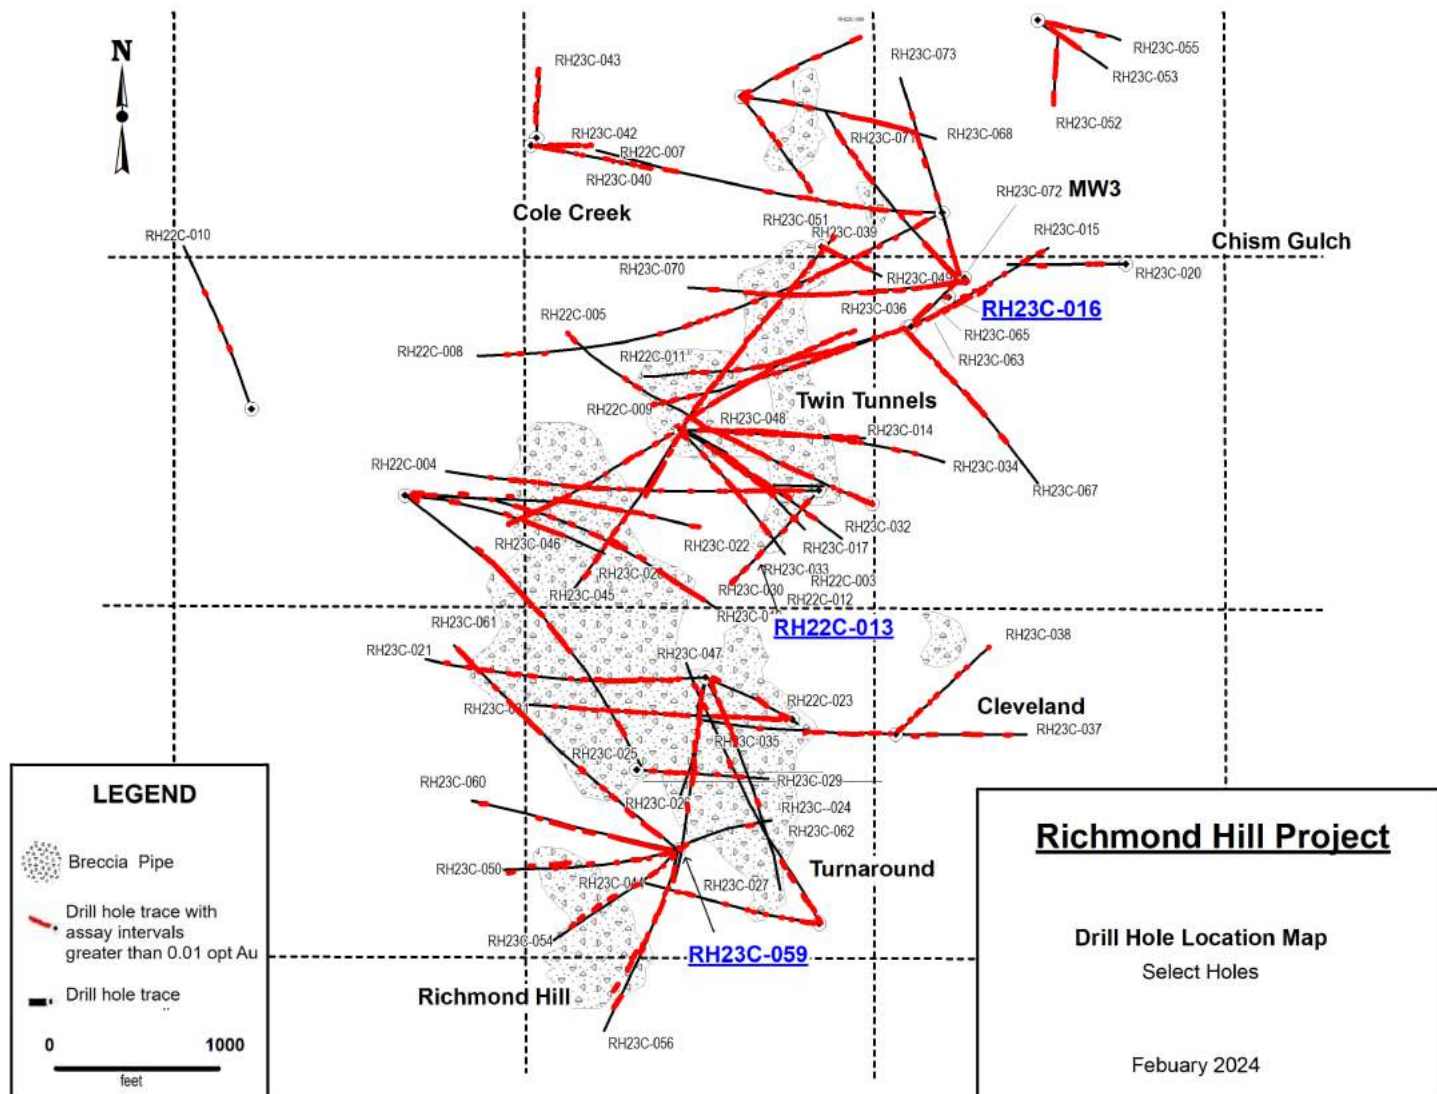 N
RH23C-043
RH23C-073
RH23C-055
RH23C-053
RH23C-052
RH23C-042
RH22C-007
RH23C-040
RH23C-071
RH23C-068
RH23C-072
MW3
Cole Creek
RH22C-010
RH23C-051
RH23C-039
RH23C-015
Chism Gulch
RH23C-070
RH23C-049
RH23C-020
RH22C-005
RH23C-036
RH23C-016
RH23C-065
RH22C-008
RH22C-011
RH23C-063
Twin Tunnels
RH22C-009
RH23C-048
RH23C-014
RH22C-004
RH23C-034
RH23C-067
RH23C-032
RH23C-046
RH23C-022
RH23C-017
RH23C-033
RH22C-003
RH23C-045
RH23C-030
RH22C-012
RH22C-013
RH23C-061
RH23C-038
RH23C-021
RH23C-047
RH22C-023
Cleveland
RH23C-035
RH23C-037
RH23C-025
RH23C-029
RH23C-060
RH23C--024
RH23C-062
Turnaround
RH23C-050
RH23C-044
RH23C-027
RH23C-054
RH23C-059
Richmond Hill
RH23C-056
LEGEND
Breccia Pipe
Drill hole trace with
assay intervals
greater than 0.01 opt Au
Drill hole trace
0 1000
feet
Richmond Hill Project
Drill Hole Location Map
Select Holes
Febuary 2024